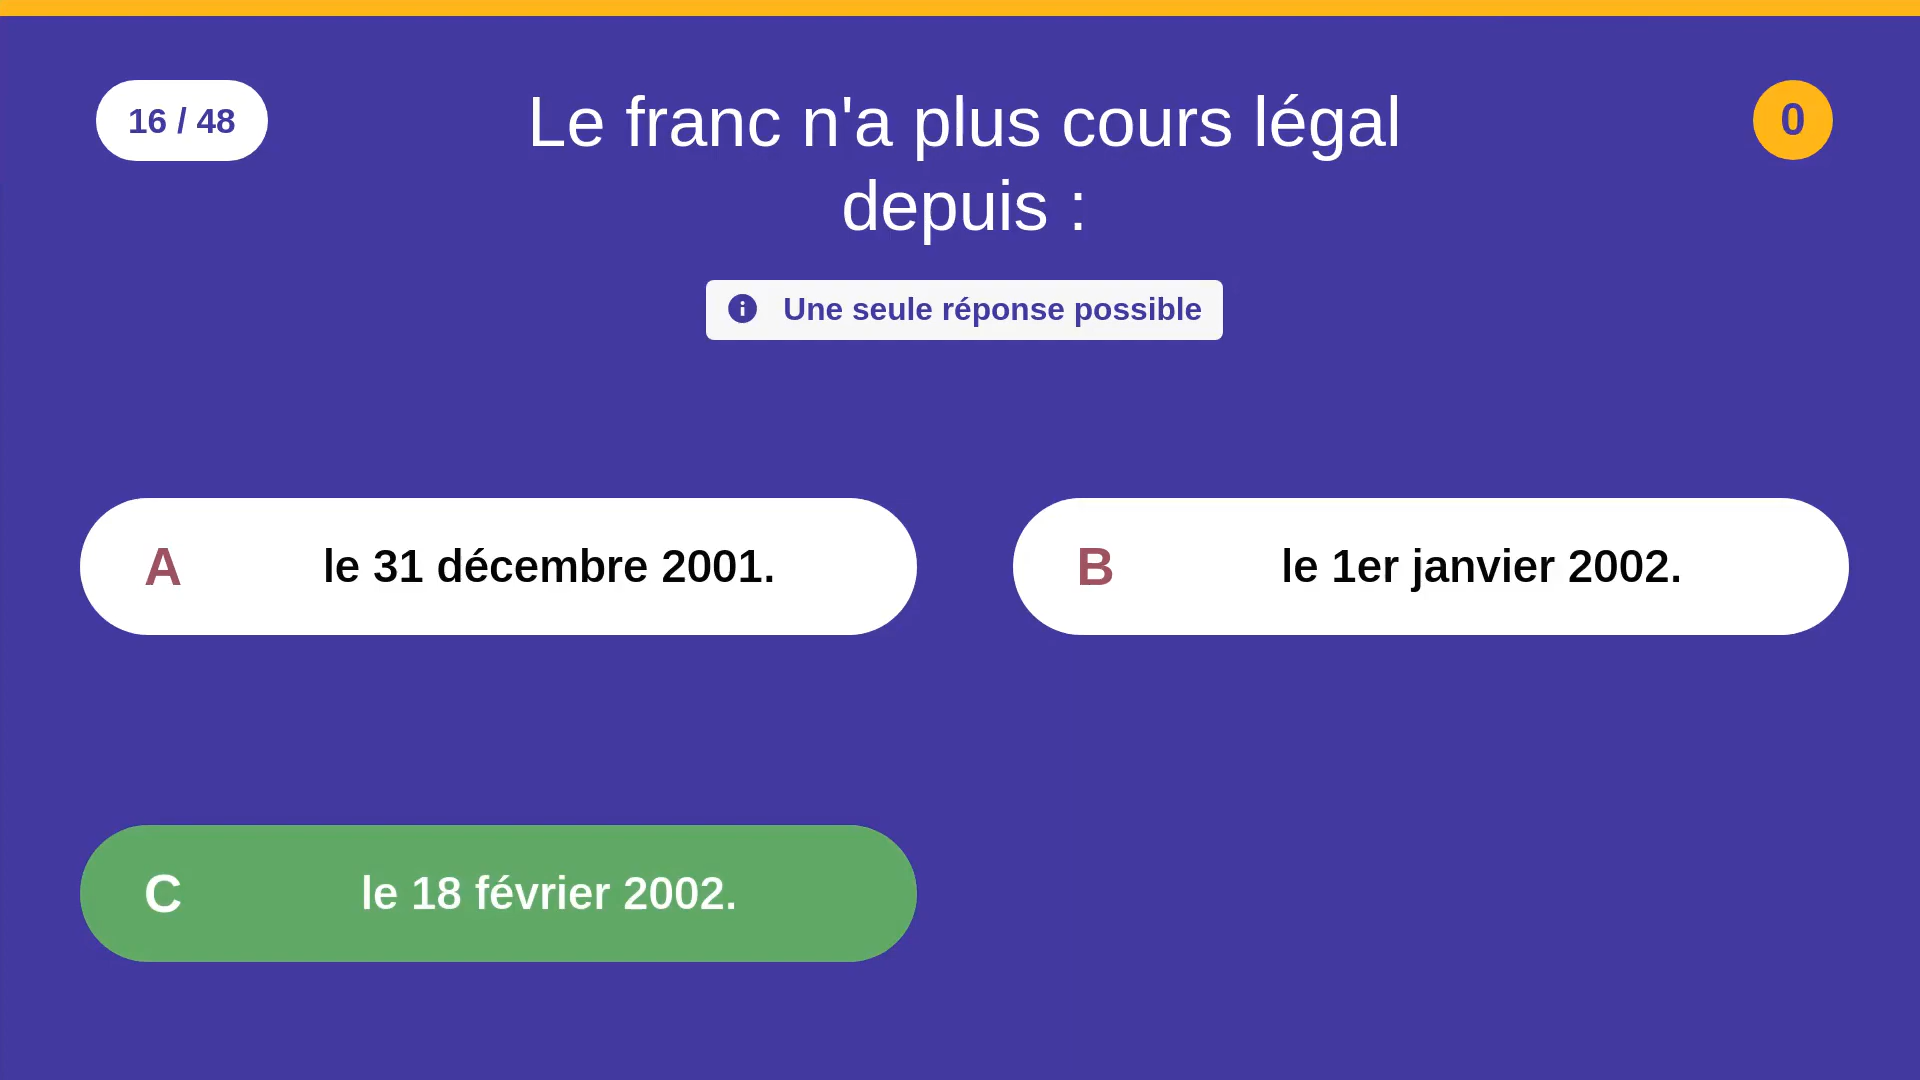 16 / 48
Le franc n'a plus cours légal
depuis :
0
Une seule réponse possible
A le 31 décembre 2001.
B le 1er janvier 2002.
C le 18 février 2002.